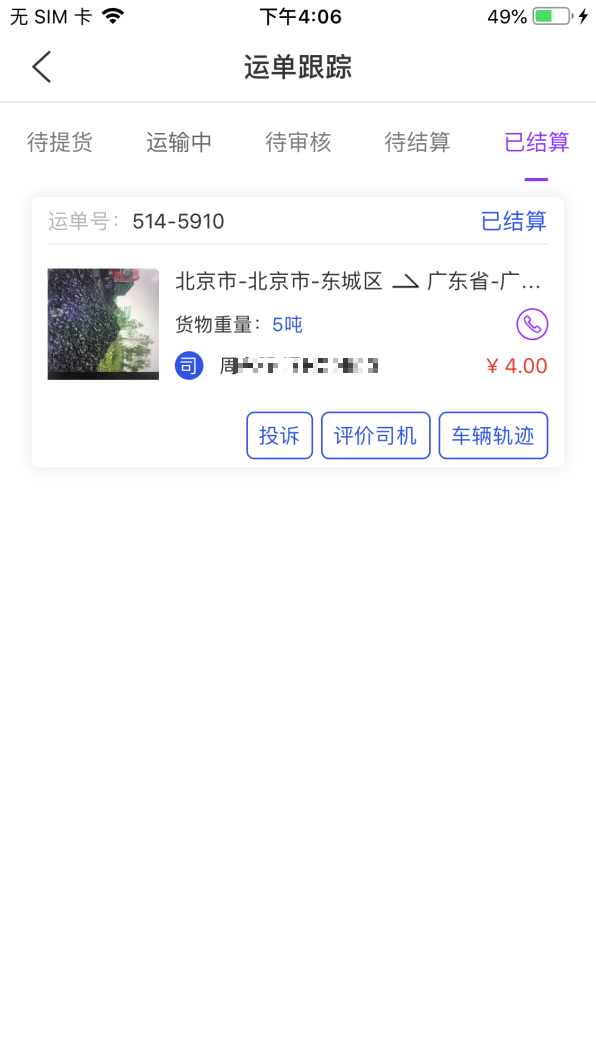 无 SIM 卡 下午4:06 49%
运单跟踪
待提货 运输中 待审核 待结算 已结算
运单号: 514-5910 已结算
北京市-北京市-东城区 广东省-广...
货物重量: 5吨
司 周 ¥ 4.00
投诉 评价司机 车辆轨迹